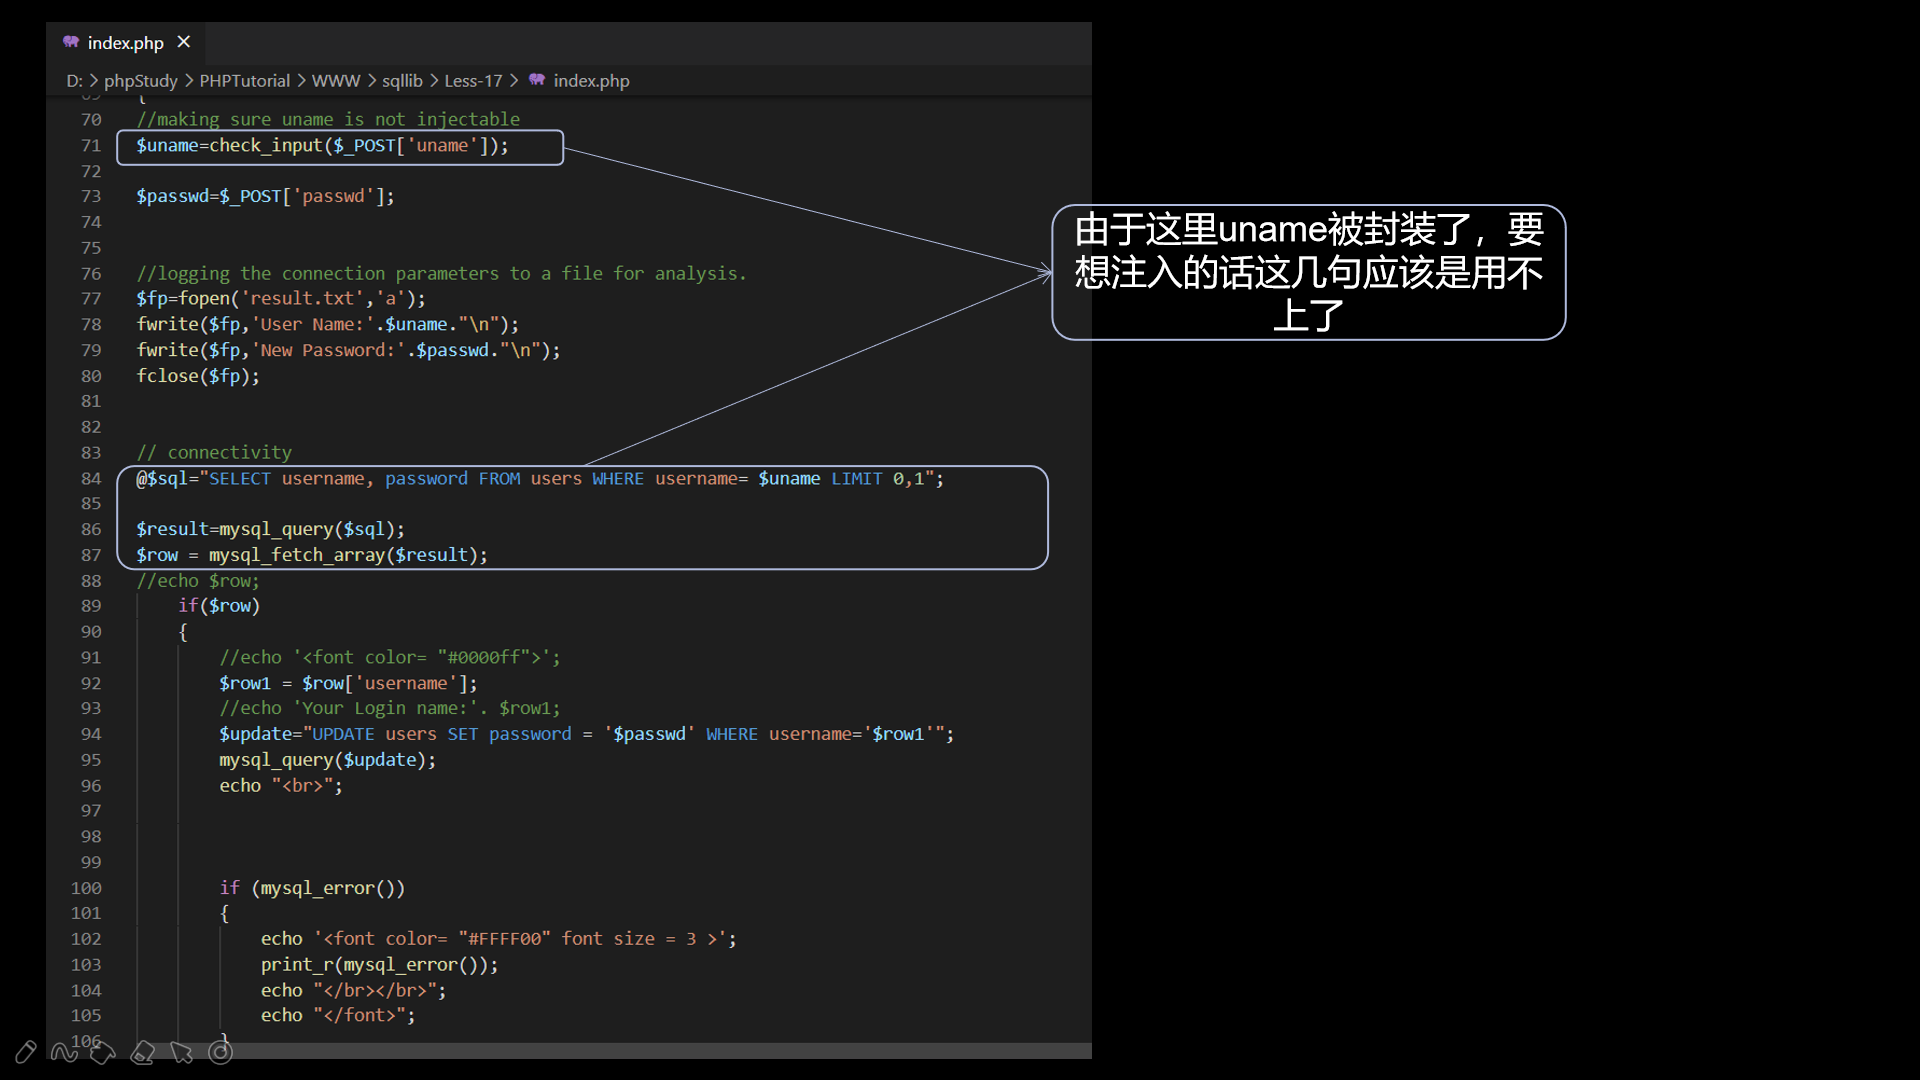 index.php
D: > phpStudy > PHPTutorial > WWW > sqllib > Less-17 > index.php
69 {
70 //making sure uname is not injectable
71 $uname=check_input($_POST['uname']);
72
73 $passwd=$_POST['passwd'];
74
75
76 //logging the connection parameters to a file for analysis.
77 $fp=fopen('result.txt','a');
78 fwrite($fp,'User Name:'.$uname."\n");
79 fwrite($fp,'New Password:'.$passwd."\n");
80 fclose($fp);
81
82
83 // connectivity
84 @$sql="SELECT username, password FROM users WHERE username= $uname LIMIT 0,1";
85
86 $result=mysql_query($sql);
87 $row = mysql_fetch_array($result);
88 //echo $row;
89 if($row)
90 {
91 //echo '<font color= "#0000ff">';
92 $row1 = $row['username'];
93 //echo 'Your Login name:'. $row1;
94 $update="UPDATE users SET password = '$passwd' WHERE username='$row1'";
95 mysql_query($update);
96 echo "<br>";
97
98
99
100 if (mysql_error())
101 {
102 echo '<font color= "#FFFF00" font size = 3 >';
103 print_r(mysql_error());
104 echo "</br></br>";
105 echo "</font>";
106 }
由于这里uname被封装了，要
想注入的话这几句应该是用不
上了